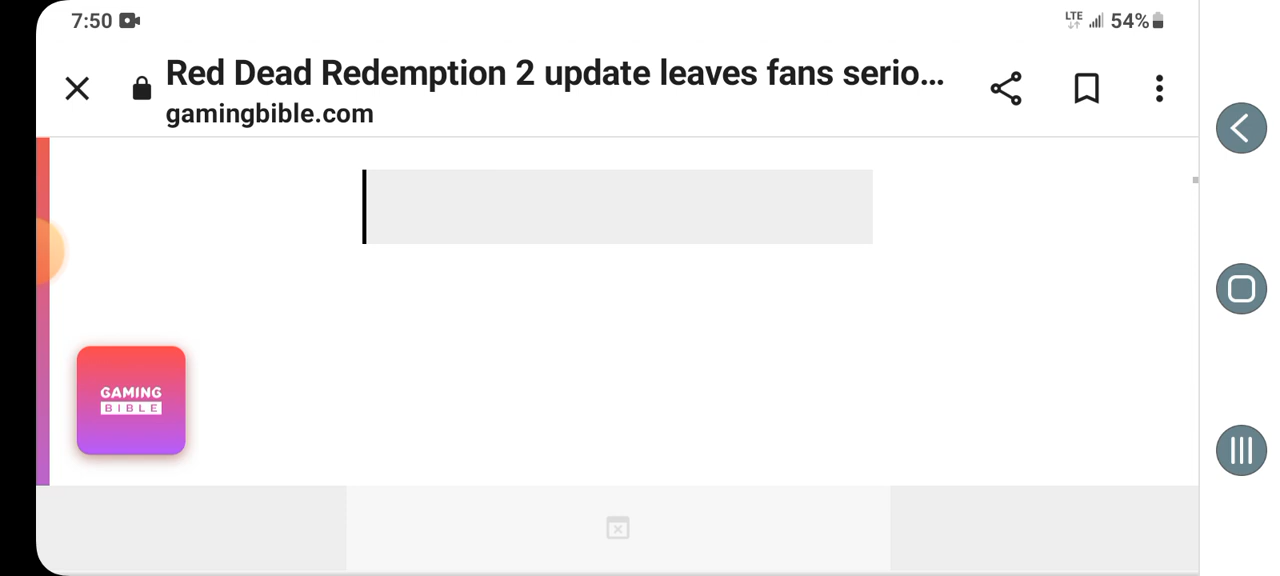 7:50
LTE 54%
Red Dead Redemption 2 update leaves fans serio...
gamingbible.com
GAMING
BIBLE